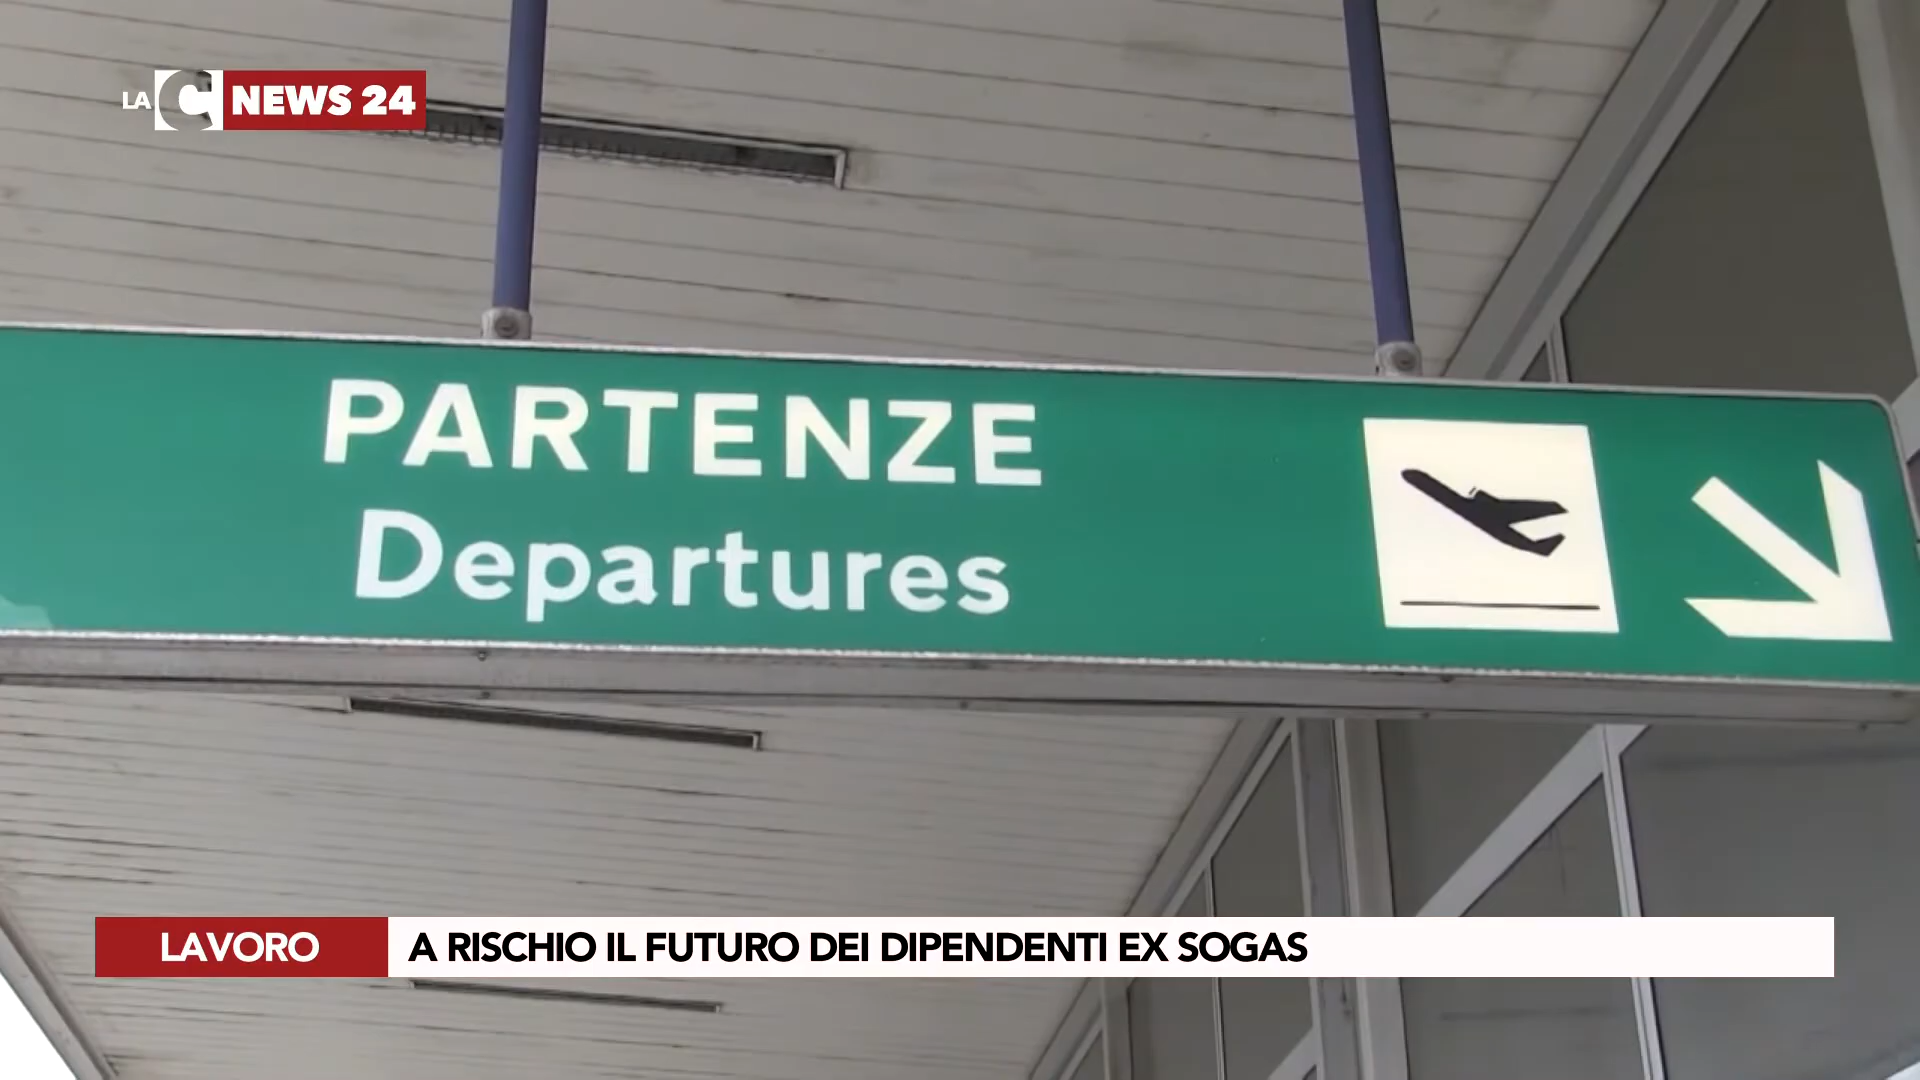 LA C NEWS 24
PARTENZE
Departures
LAVORO
A RISCHIO IL FUTURO DEI DIPENDENTI EX SOGAS